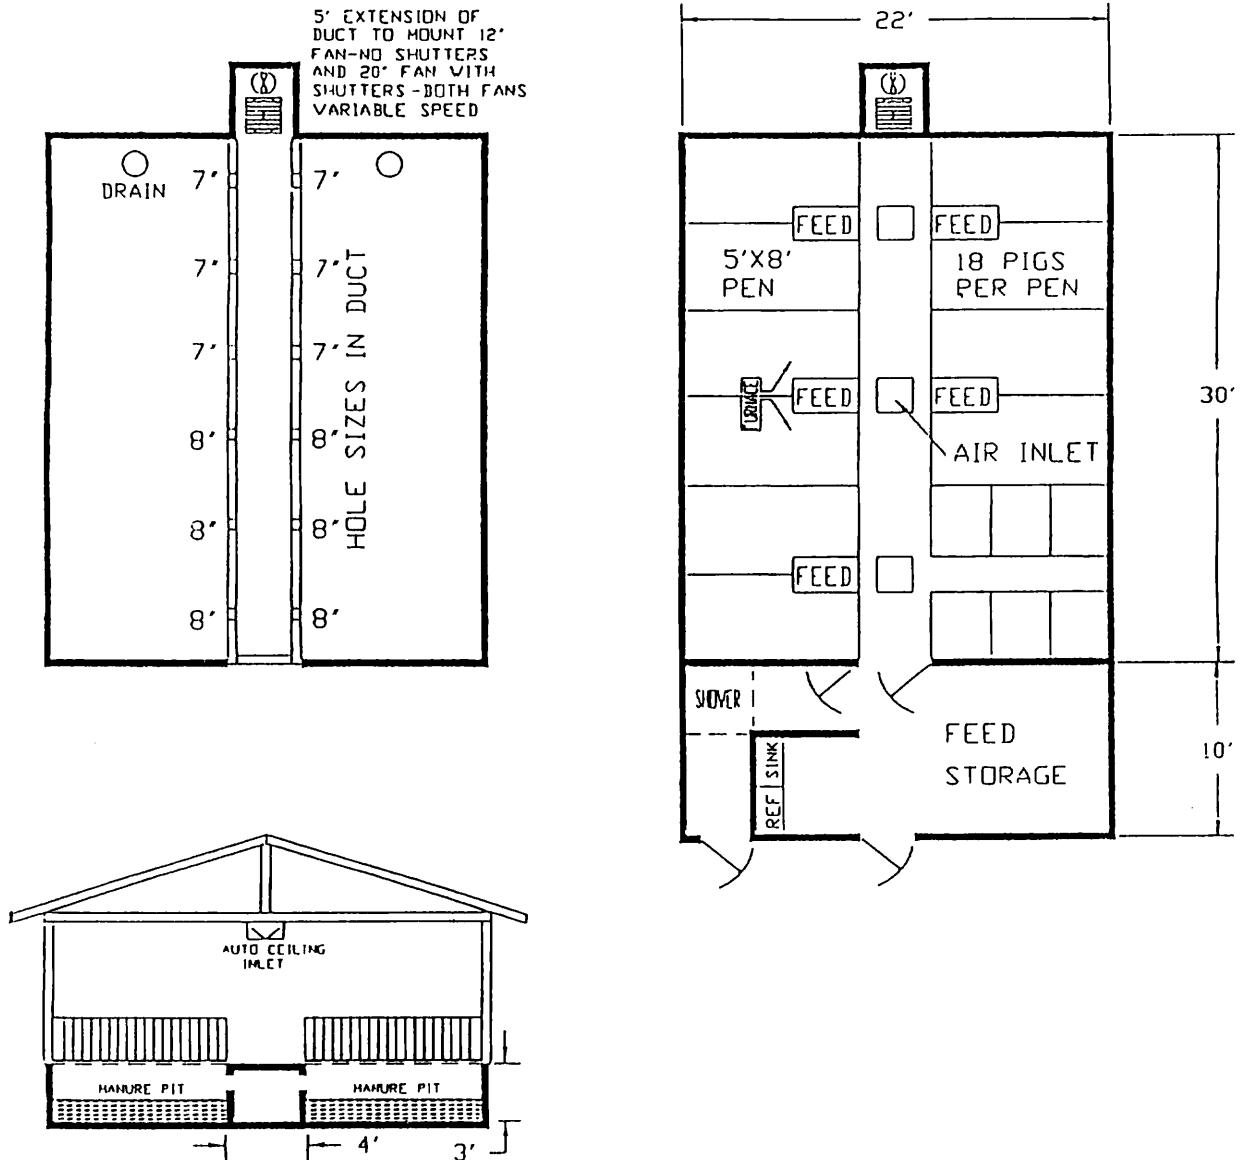 5' EXTENSION OF
DUCT TO MOUNT 12"
FAN-NO SHUTTERS
AND 20" FAN WITH
SHUTTERS-BOTH FANS
VARIABLE SPEED
DRAIN
7"
7"
7"
7"
7"
7"
8"
8"
8"
8"
8"
8"
HOLE SIZES IN DUCT
22'
FEED
FEED
5'X8'
PEN
18 PIGS
PER PEN
FURNACE
FEED
FEED
AIR INLET
FEED
30'
SHOWER
SINK
REF
FEED
STORAGE
10'
AUTO CEILING
INLET
MANURE PIT
MANURE PIT
4'
3'